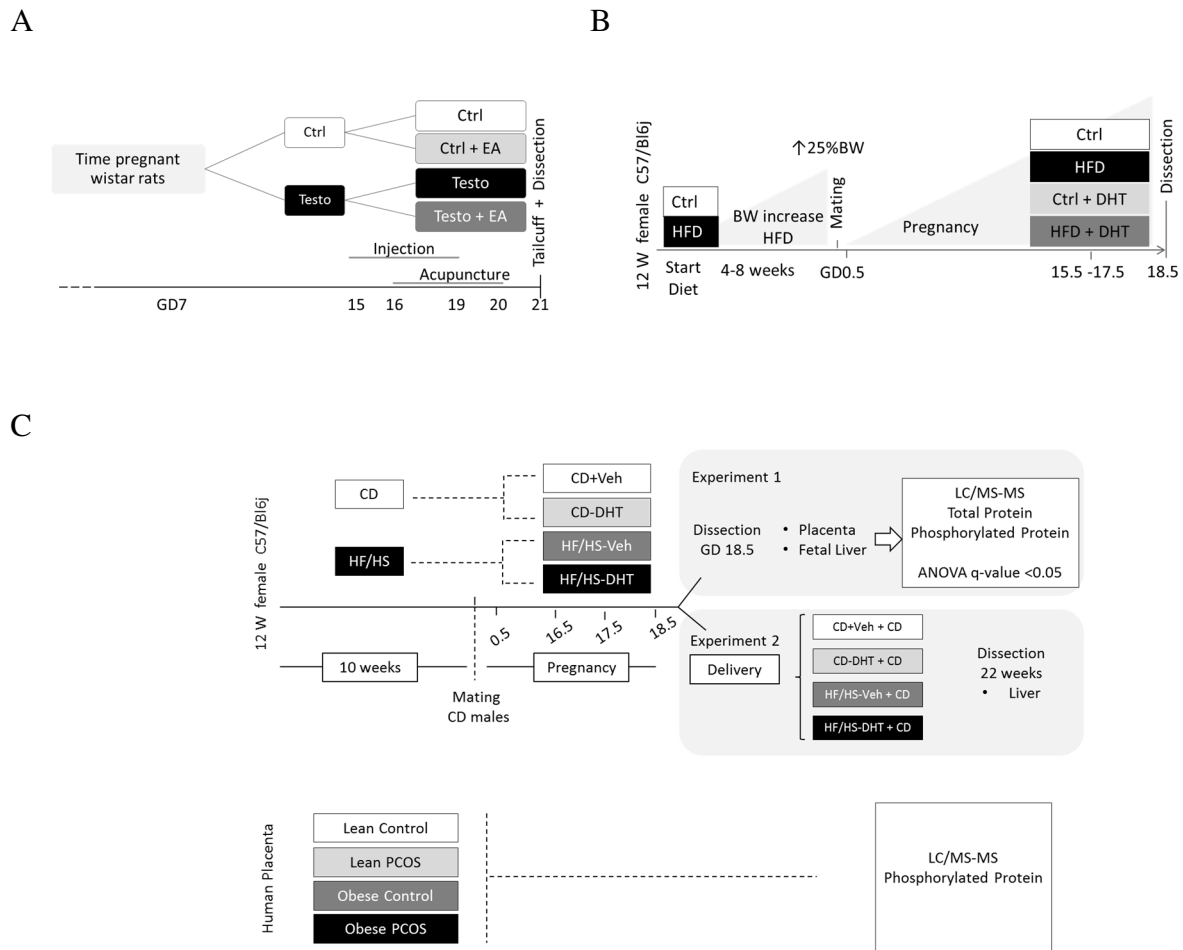 A
Time pregnant
wistar rats
Ctrl
Testo
Ctrl
Ctrl + EA
Testo
Testo + EA
Injection
Acupuncture
GD7
15
16
19
20
21
Tailcuff + Dissection
B
12 W female C57/Bl6j
Ctrl
HFD
Start
Diet
BW increase
HFD
4-8 weeks
↑25%BW
Mating
GD0.5
Pregnancy
Ctrl
HFD
Ctrl + DHT
HFD + DHT
15.5 -17.5
18.5
Dissection
C
12 W female C57/Bl6j
CD
HF/HS
CD+Veh
CD-DHT
HF/HS-Veh
HF/HS-DHT
0.5
16.5
17.5
18.5
10 weeks
Mating
CD males
Pregnancy
Experiment 1
Dissection
GD 18.5
• Placenta
• Fetal Liver
LC/MS-MS
Total Protein
Phosphorylated Protein
ANOVA q-value <0.05
Experiment 2
Delivery
CD+Veh + CD
CD-DHT + CD
HF/HS-Veh + CD
HF/HS-DHT + CD
Dissection
22 weeks
• Liver
Human Placenta
Lean Control
Lean PCOS
Obese Control
Obese PCOS
LC/MS-MS
Phosphorylated Protein